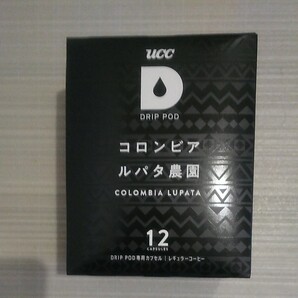 ucc
D
DRIP POD
コロンビア
ルパタ農園
COLOMBIA LUPATA
12
CAPSULES
DRIP POD専用カプセル | レギュラーコーヒー